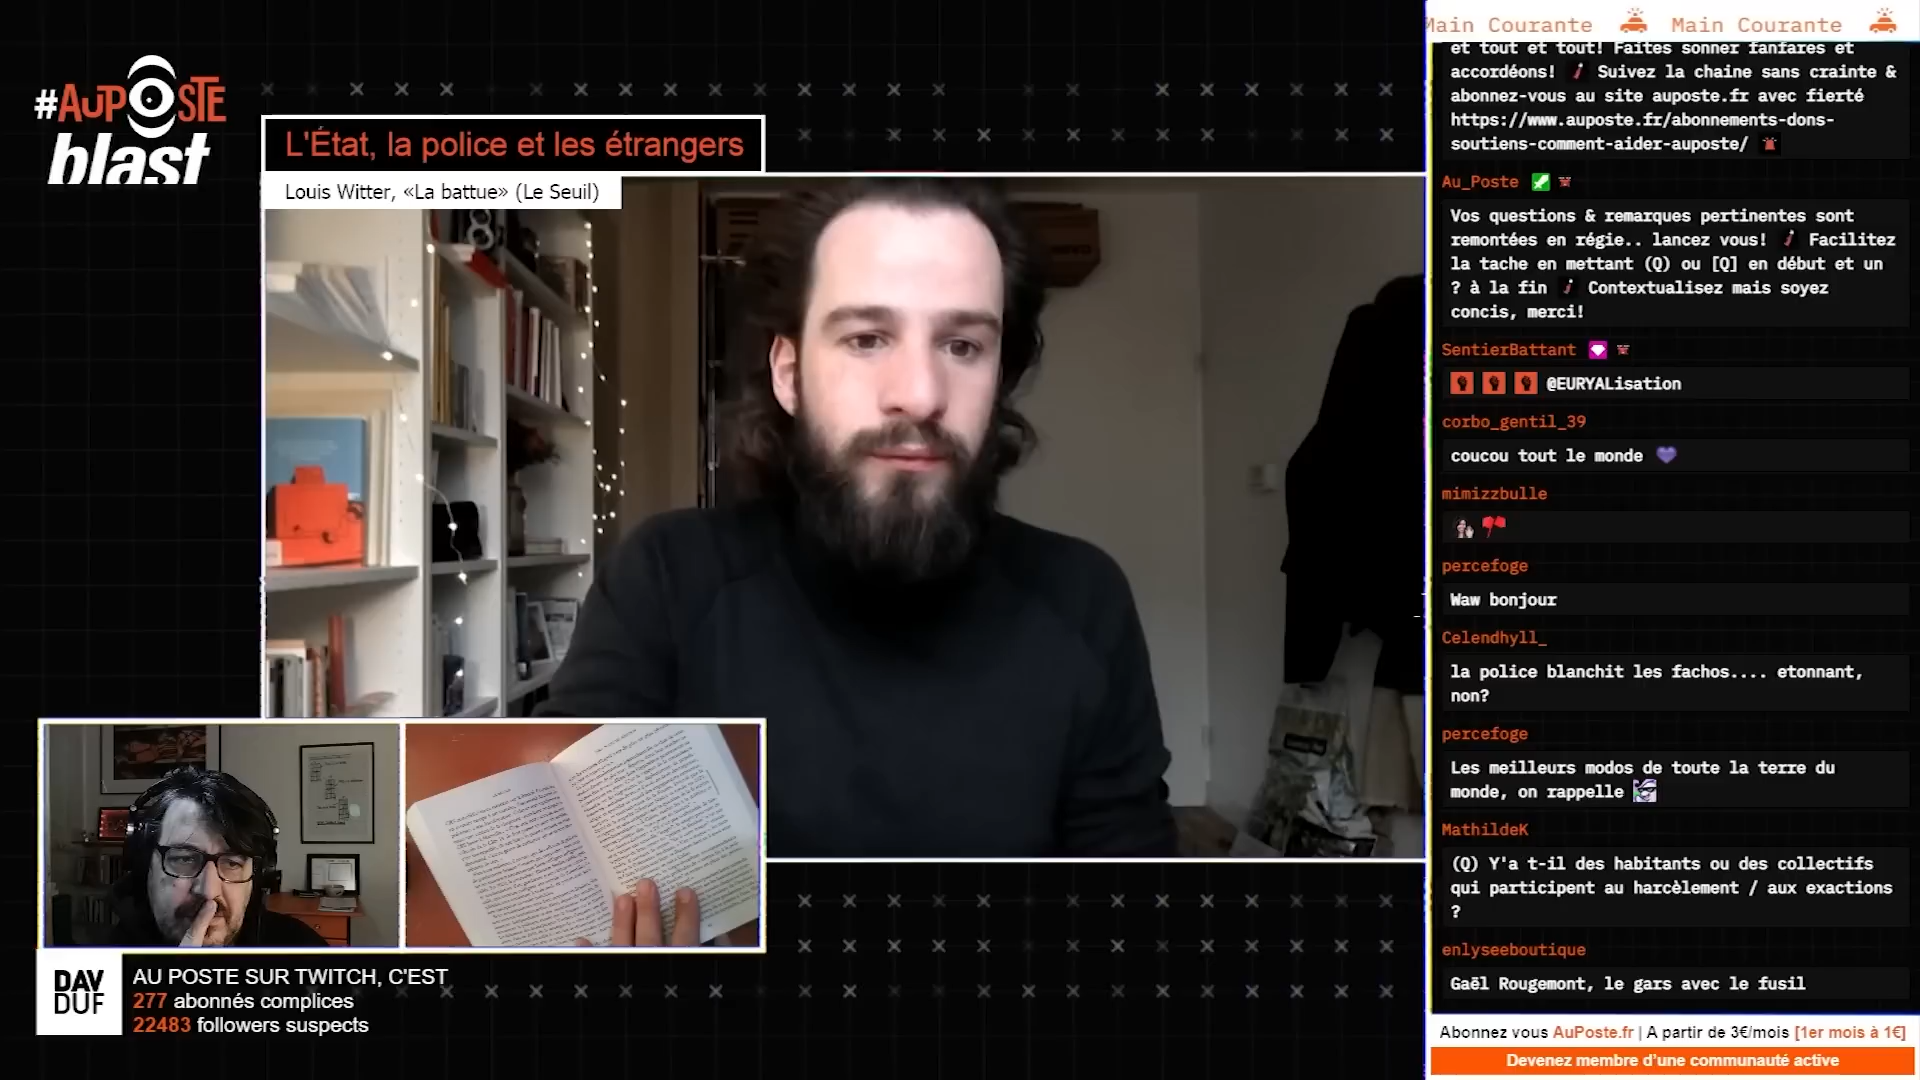 #AUPOSTE
blast
L'État, la police et les étrangers
Louis Witter, «La battue» (Le Seuil)
DAV
DUF
AU POSTE SUR TWITCH, C'EST
277 abonnés complices
22483 followers suspects
Main Courante Main Courante
et tout et tout! Faites sonner fanfares et
accordéons! Suivez la chaine sans crainte &
abonnez-vous au site auposte.fr avec fierté
https://www.auposte.fr/abonnements-dons-
soutiens-comment-aider-auposte/
Au_Poste
Vos questions & remarques pertinentes sont
remontées en régie.. lancez vous! Facilitez
la tache en mettant (Q) ou [Q] en début et un
? à la fin Contextualisez mais soyez
concis, merci!
SentierBattant
@EURYALisation
corbo_gentil_39
coucou tout le monde 💜
mimizzbulle
percefoge
Waw bonjour
Celendhyll_
la police blanchit les fachos.... etonnant,
non?
percefoge
Les meilleurs modos de toute la terre du
monde, on rappelle
MathildeK
(Q) Y'a t-il des habitants ou des collectifs
qui participent au harcèlement / aux exactions
?
enlyseeboutique
Gaël Rougemont, le gars avec le fusil
Abonnez vous AuPoste.fr | A partir de 3€/mois [1er mois à 1€]
Devenez membre d'une communauté active